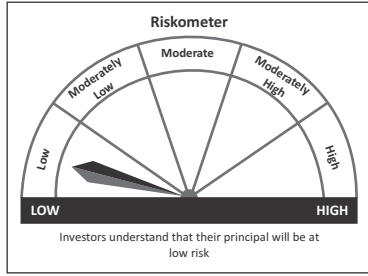 Riskometer
Moderate
Moderately
Low
Moderately
High
Low
High
LOW
HIGH
Investors understand that their principal will be at
low risk